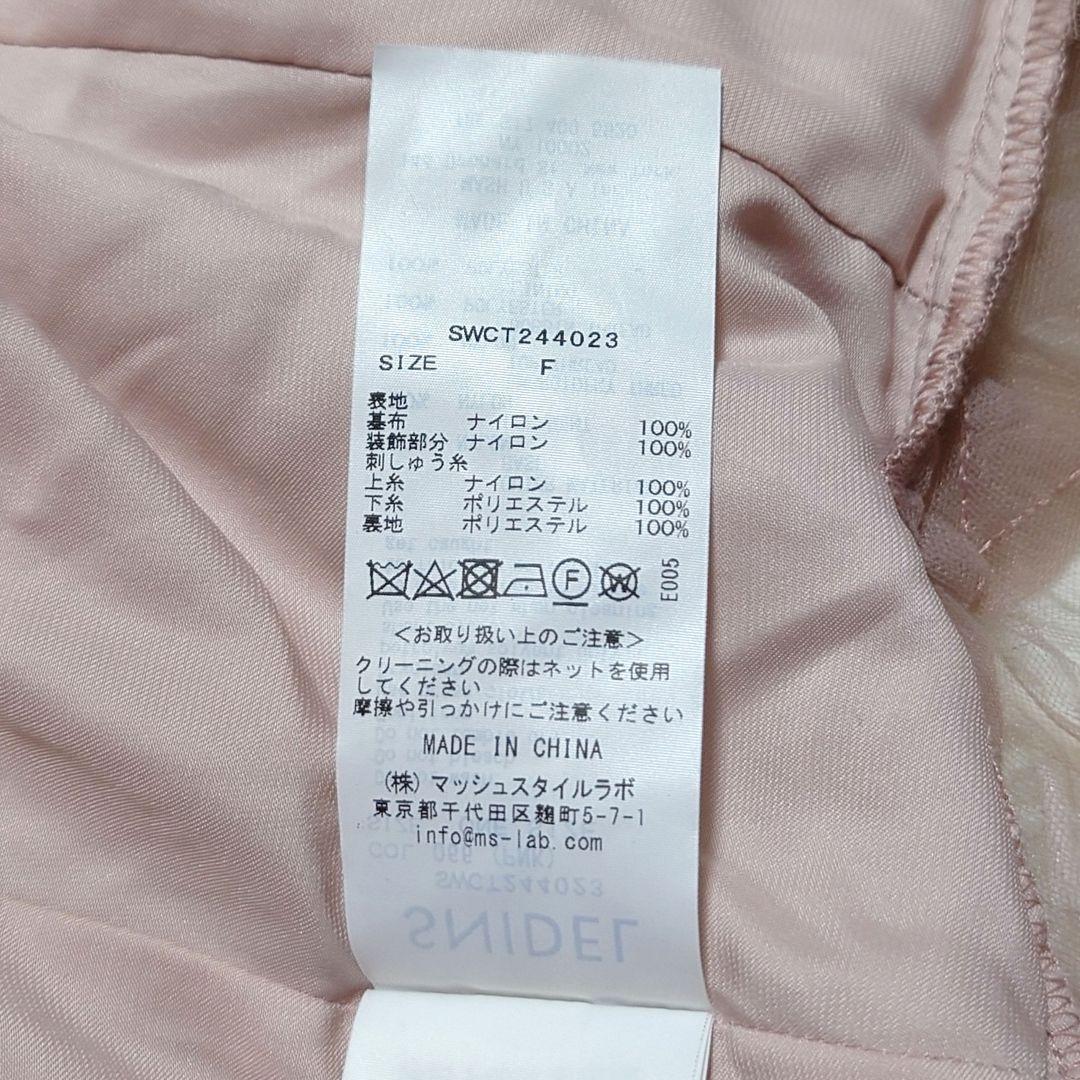 SWCT244023
SIZE F
表地
基布 ナイロン 100%
装飾部分 ナイロン 100%
刺しゅう糸
上糸 ナイロン 100%
下糸 ポリエステル 100%
裏地 ポリエステル 100%
F W E005
＜お取り扱い上のご注意＞
クリーニングの際はネットを使用
してください
摩擦や引っかけにご注意ください
MADE IN CHINA
(株)マッシュスタイルラボ
東京都千代田区麹町5-7-1
info@ms-lab.com
COL 066 (PNK)
SWCT244023
SNIDEL